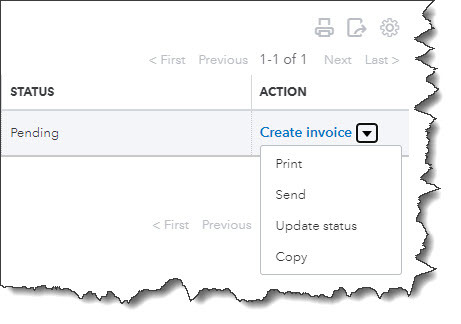 < First Previous 1-1 of 1 Next Last >
STATUS ACTION
Pending Create invoice
Print
Send
Update status
< First Previous
Copy